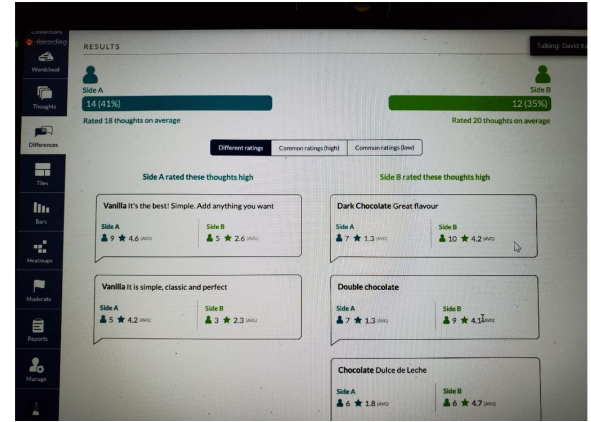 Connections
Recording
Wordcloud
Thoughts
Differences
Tiles
Bars
Heatmaps
Moderate
Reports
Manage
RESULTS
Talking: David Ka
Side A
14 (41%)
Rated 18 thoughts on average
Side B
12 (35%)
Rated 20 thoughts on average
Different ratings
Common ratings (high)
Common ratings (low)
Side A rated these thoughts high
Vanilla It's the best! Simple. Add anything you want
Side A
9 ★ 4.6 (AVG)
Side B
5 ★ 2.6 (AVG)
Vanilla It is simple, classic and perfect
Side A
5 ★ 4.2 (AVG)
Side B
3 ★ 2.3 (AVG)
Side B rated these thoughts high
Dark Chocolate Great flavour
Side A
7 ★ 1.3 (AVG)
Side B
10 ★ 4.2 (AVG)
Double chocolate
Side A
7 ★ 1.3 (AVG)
Side B
9 ★ 4.1 (AVG)
Chocolate Dulce de Leche
Side A
6 ★ 1.8 (AVG)
Side B
6 ★ 4.7 (AVG)